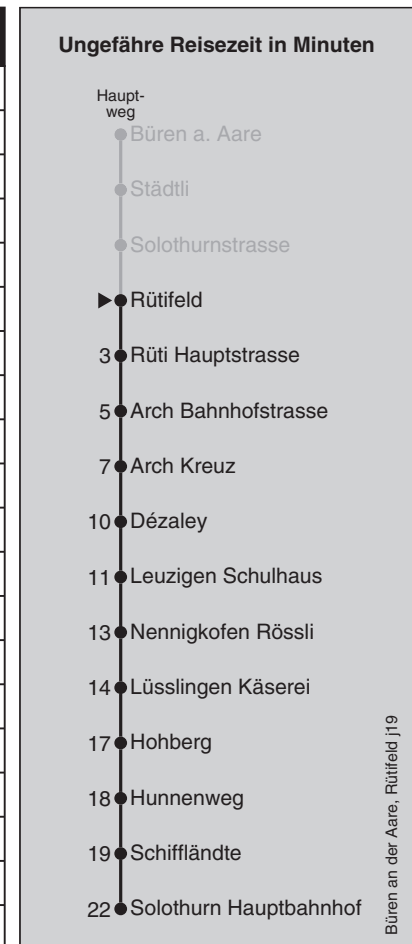 Ungefähre Reisezeit in Minuten
Haupt-
weg
Büren a. Aare
Städtli
Solothurnstrasse
Rütifeld
3 Rüti Hauptstrasse
5 Arch Bahnhofstrasse
7 Arch Kreuz
10 Dézaley
11 Leuzigen Schulhaus
13 Nennigkofen Rössli
14 Lüsslingen Käserei
17 Hohberg
18 Hunnenweg
19 Schiffländte
22 Solothurn Hauptbahnhof
Büren an der Aare, Rütifeld j19